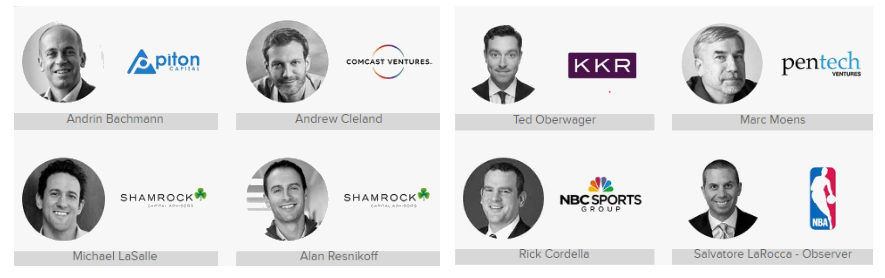 piton
CAPITAL
COMCAST VENTURES.
KKR
pentech
VENTURES
Andrin Bachmann
Andrew Cleland
Ted Oberwager
Marc Moens
SHAMROCK
CAPITAL ADVISORS
SHAMROCK
CAPITAL ADVISORS
NBC SPORTS
GROUP
NBA
Michael LaSalle
Alan Resnikoff
Rick Cordella
Salvatore LaRocca - Observer